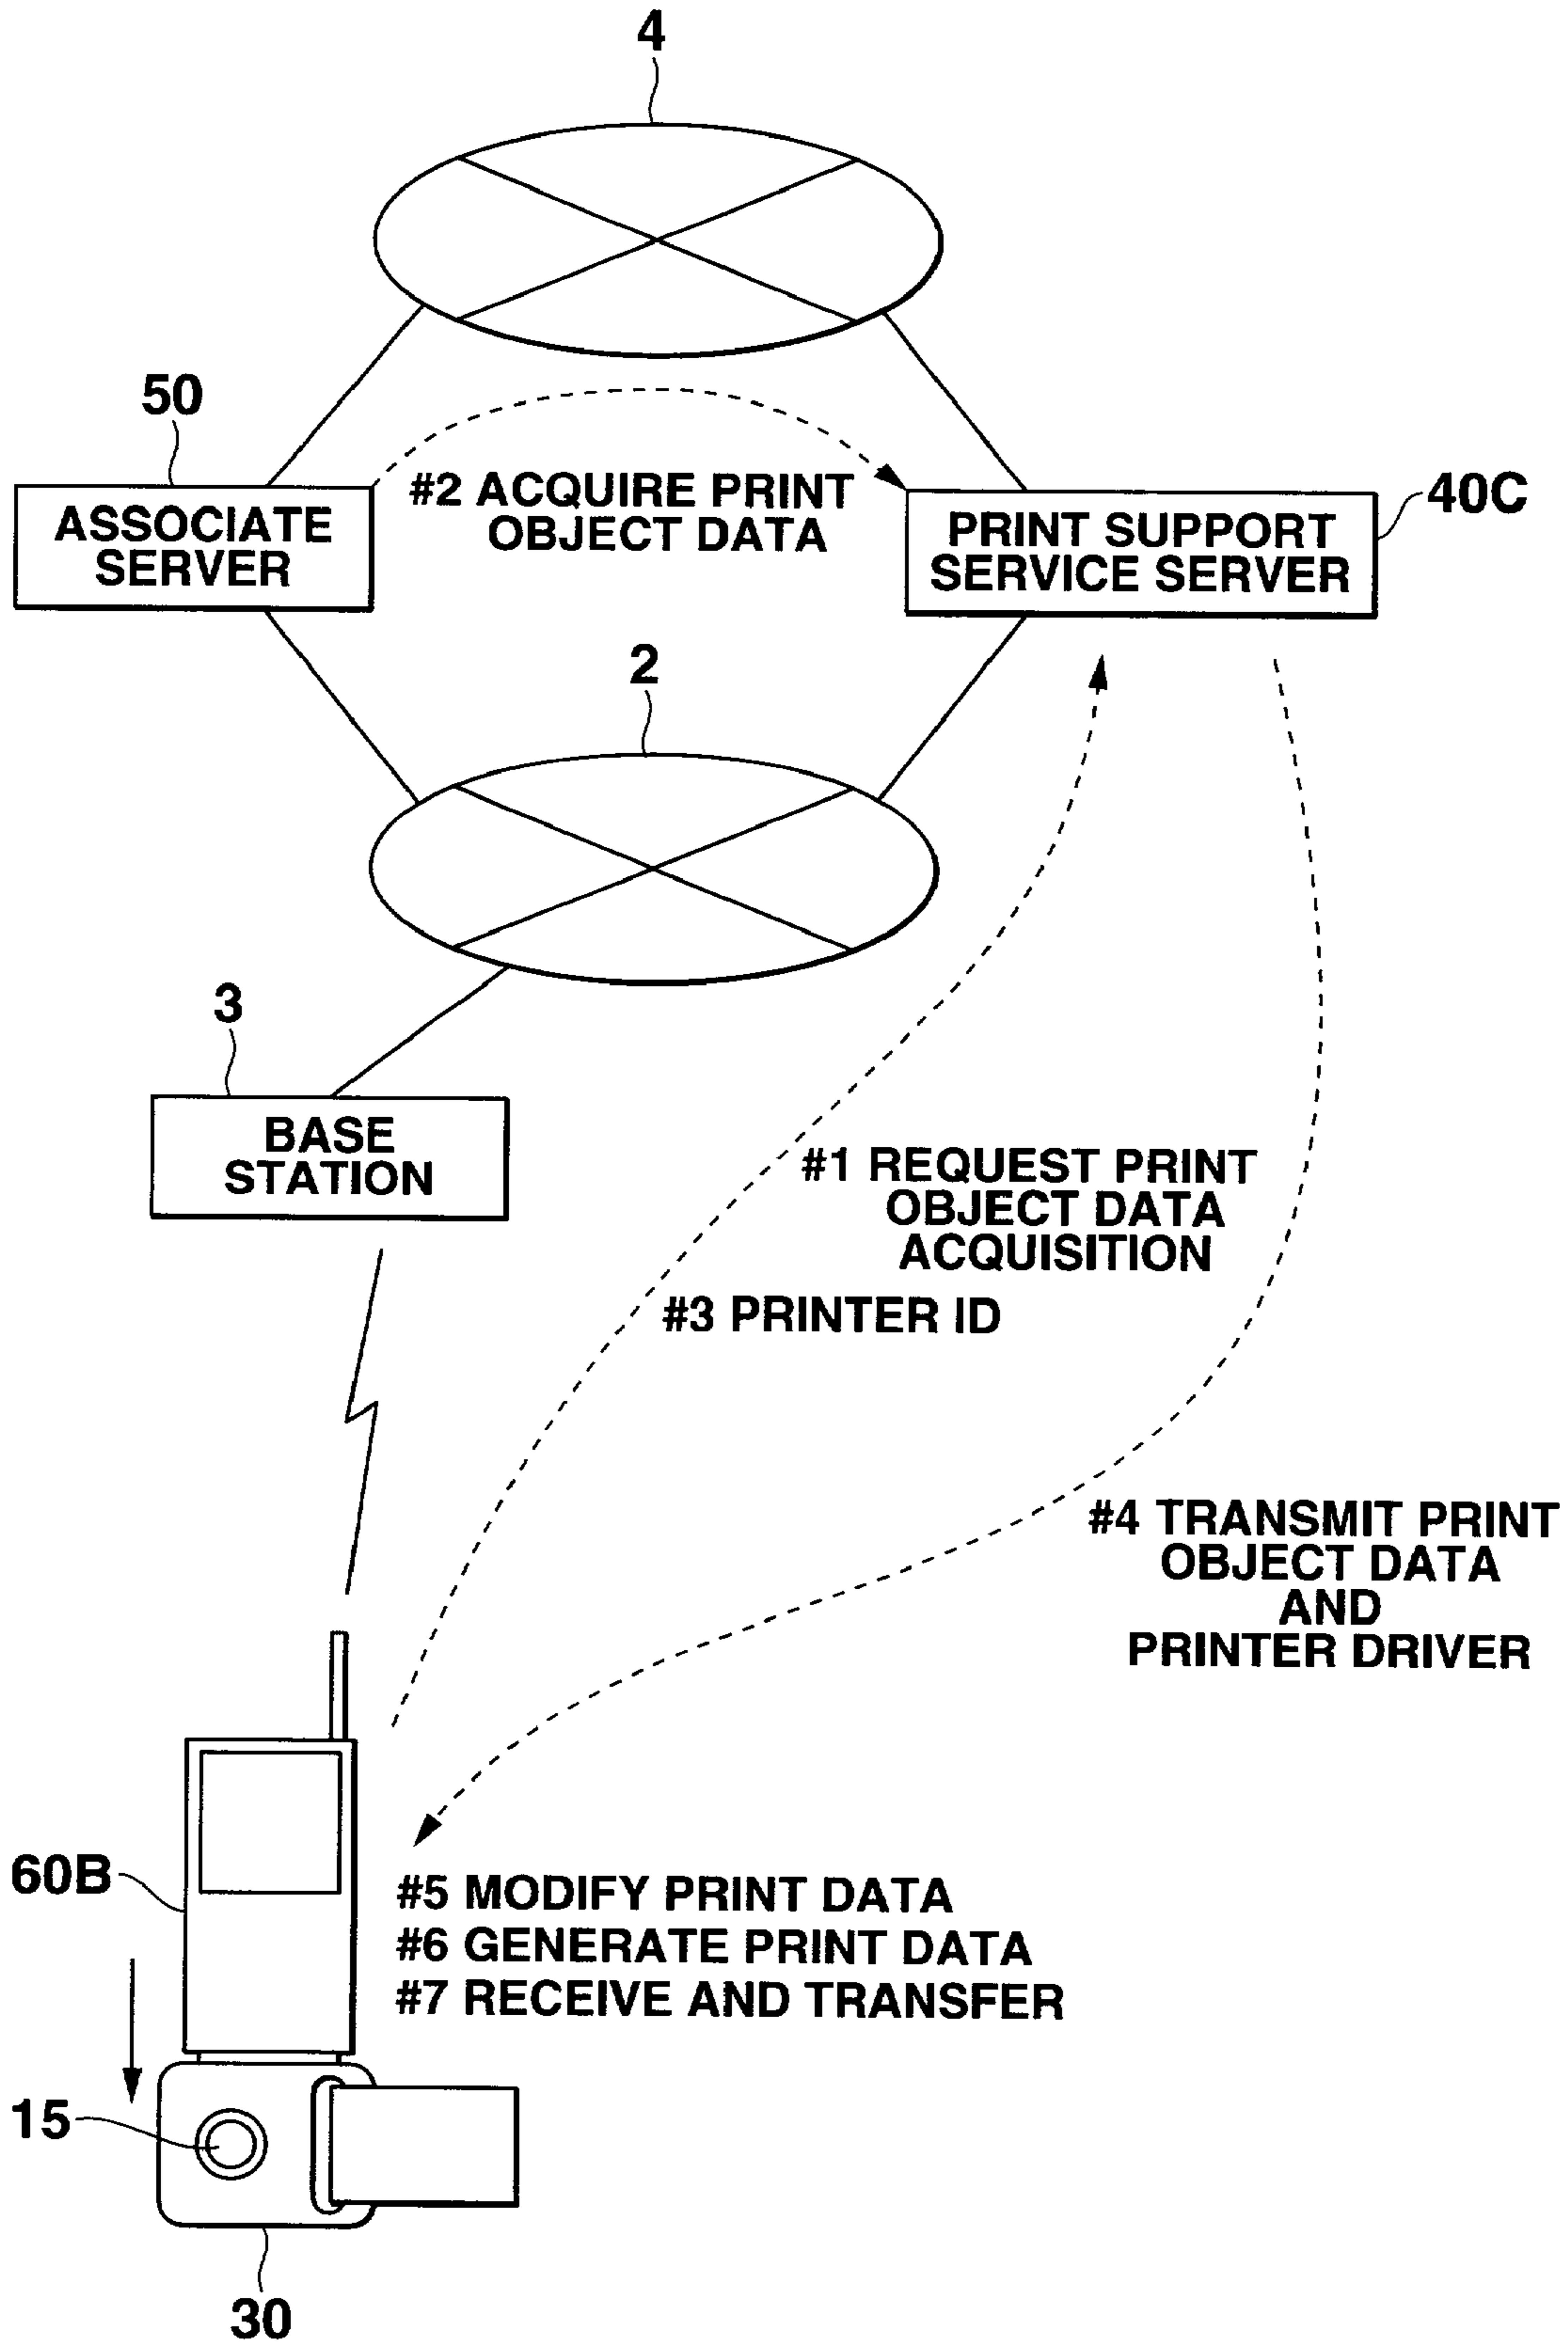 4
50
#2 ACQUIRE PRINT
OBJECT DATA
40C
ASSOCIATE
SERVER
PRINT SUPPORT
SERVICE SERVER
2
3
BASE
STATION
#1 REQUEST PRINT
OBJECT DATA
ACQUISITION
#3 PRINTER ID
#4 TRANSMIT PRINT
OBJECT DATA
AND
PRINTER DRIVER
60B
#5 MODIFY PRINT DATA
#6 GENERATE PRINT DATA
#7 RECEIVE AND TRANSFER
15
30